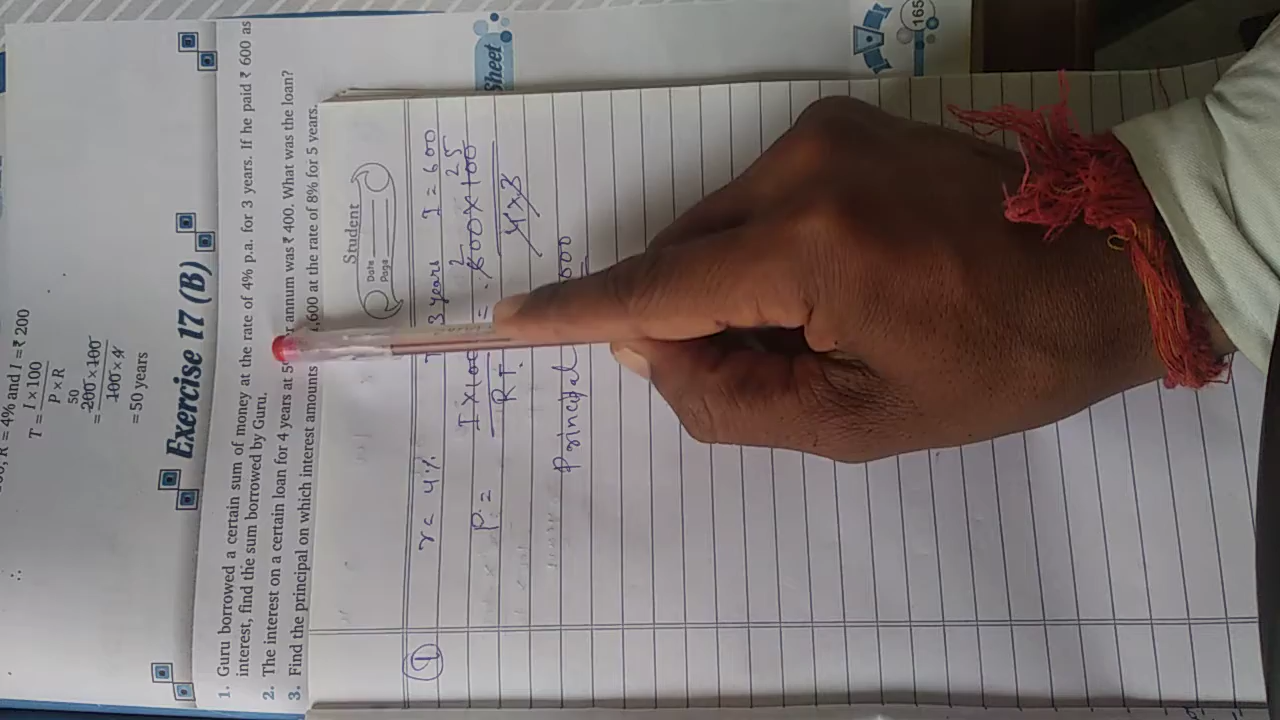 R = 4% and I = ₹ 200
∴ T = I × 100 / P × R
= 50 200 × 100 / 100 × 4
= 50 years
Exercise 17 (B)
1. Guru borrowed a certain sum of money at the rate of 4% p.a. for 3 years. If he paid ₹ 600 as
interest, find the sum borrowed by Guru.
2. The interest on a certain loan for 4 years at annum was ₹ 400. What was the loan?
3. Find the principal on which interest amounts ,600 at the rate of 8% for 5 years.
Sheet
165
Student
Date
Page
① r = 4% 3 years I = 600
P = I × 100 / R T. = 2 600 × 100 25 / 4 × 3
Principal